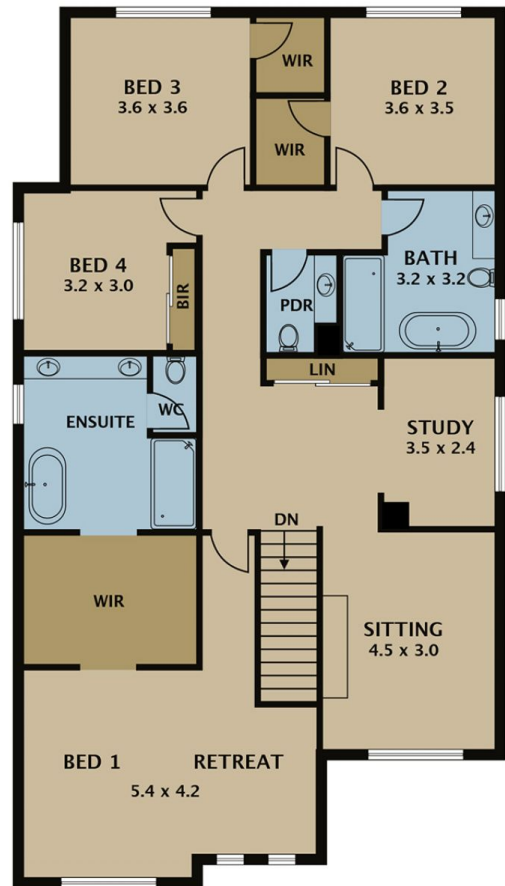 BED 3
3.6 x 3.6
WIR
BED 2
3.6 x 3.5
WIR
BED 4
3.2 x 3.0
BIR
PDR
BATH
3.2 x 3.2
LIN
ENSUITE
WC
STUDY
3.5 x 2.4
DN
WIR
SITTING
4.5 x 3.0
BED 1
RETREAT
5.4 x 4.2